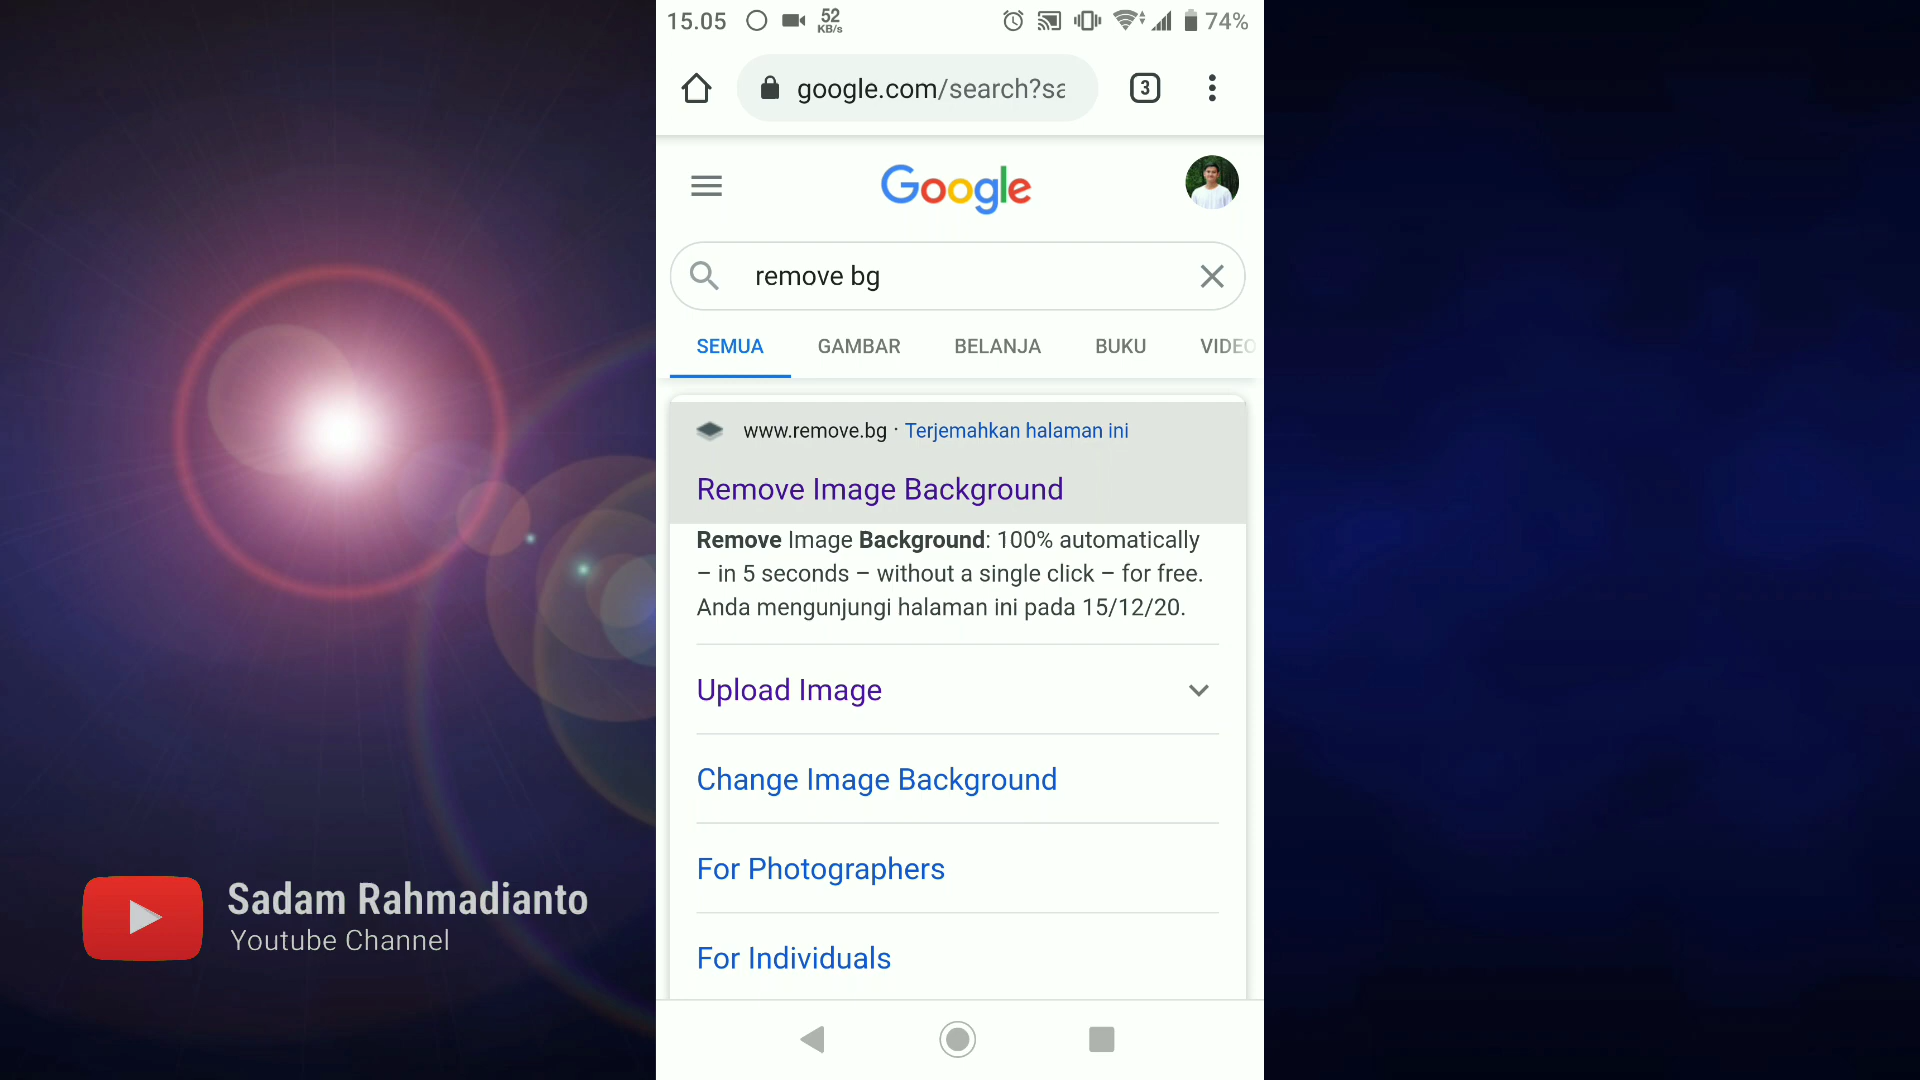 15.05
52
KB/s
74%
google.com/search?sa
3
Google
remove bg
SEMUA
GAMBAR
BELANJA
BUKU
VIDEO
www.remove.bg · Terjemahkan halaman ini
Remove Image Background
Remove Image Background: 100% automatically
– in 5 seconds – without a single click – for free.
Anda mengunjungi halaman ini pada 15/12/20.
Upload Image
Change Image Background
For Photographers
For Individuals
Sadam Rahmadianto
Youtube Channel